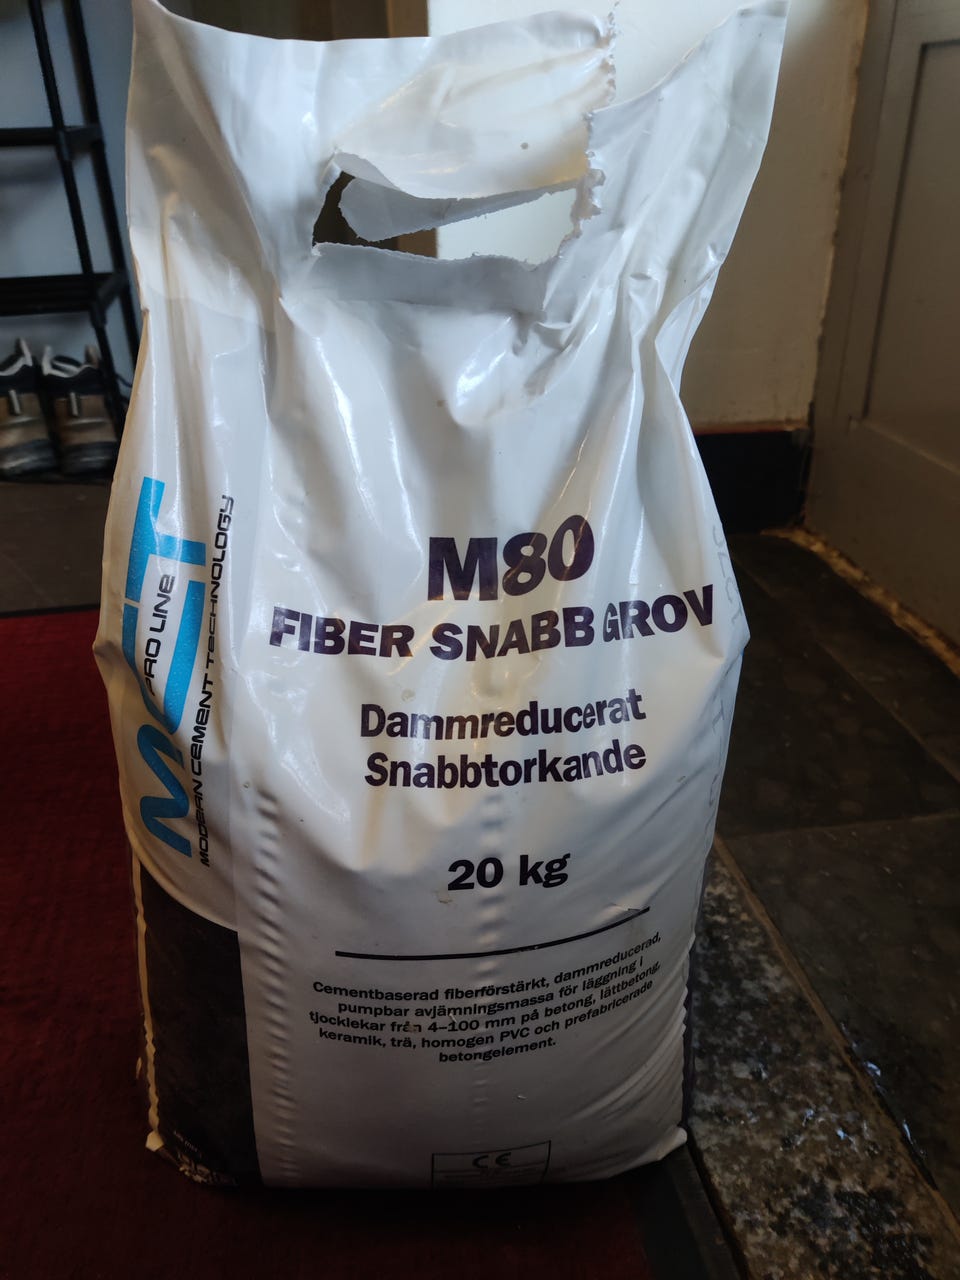 MCT
PRO LINE
MODERN CEMENT TECHNOLOGY
M80
FIBER SNABB GROV
Dammreducerat
Snabbtorkande
20 kg
Cementbaserad fiberförstärkt, dammreducerad,
pumpbar avjämningsmassa för läggning i
tjocklekar från 4–100 mm på betong, lättbetong,
keramik, trä, homogen PVC och prefabricerade
betongelement.
CE